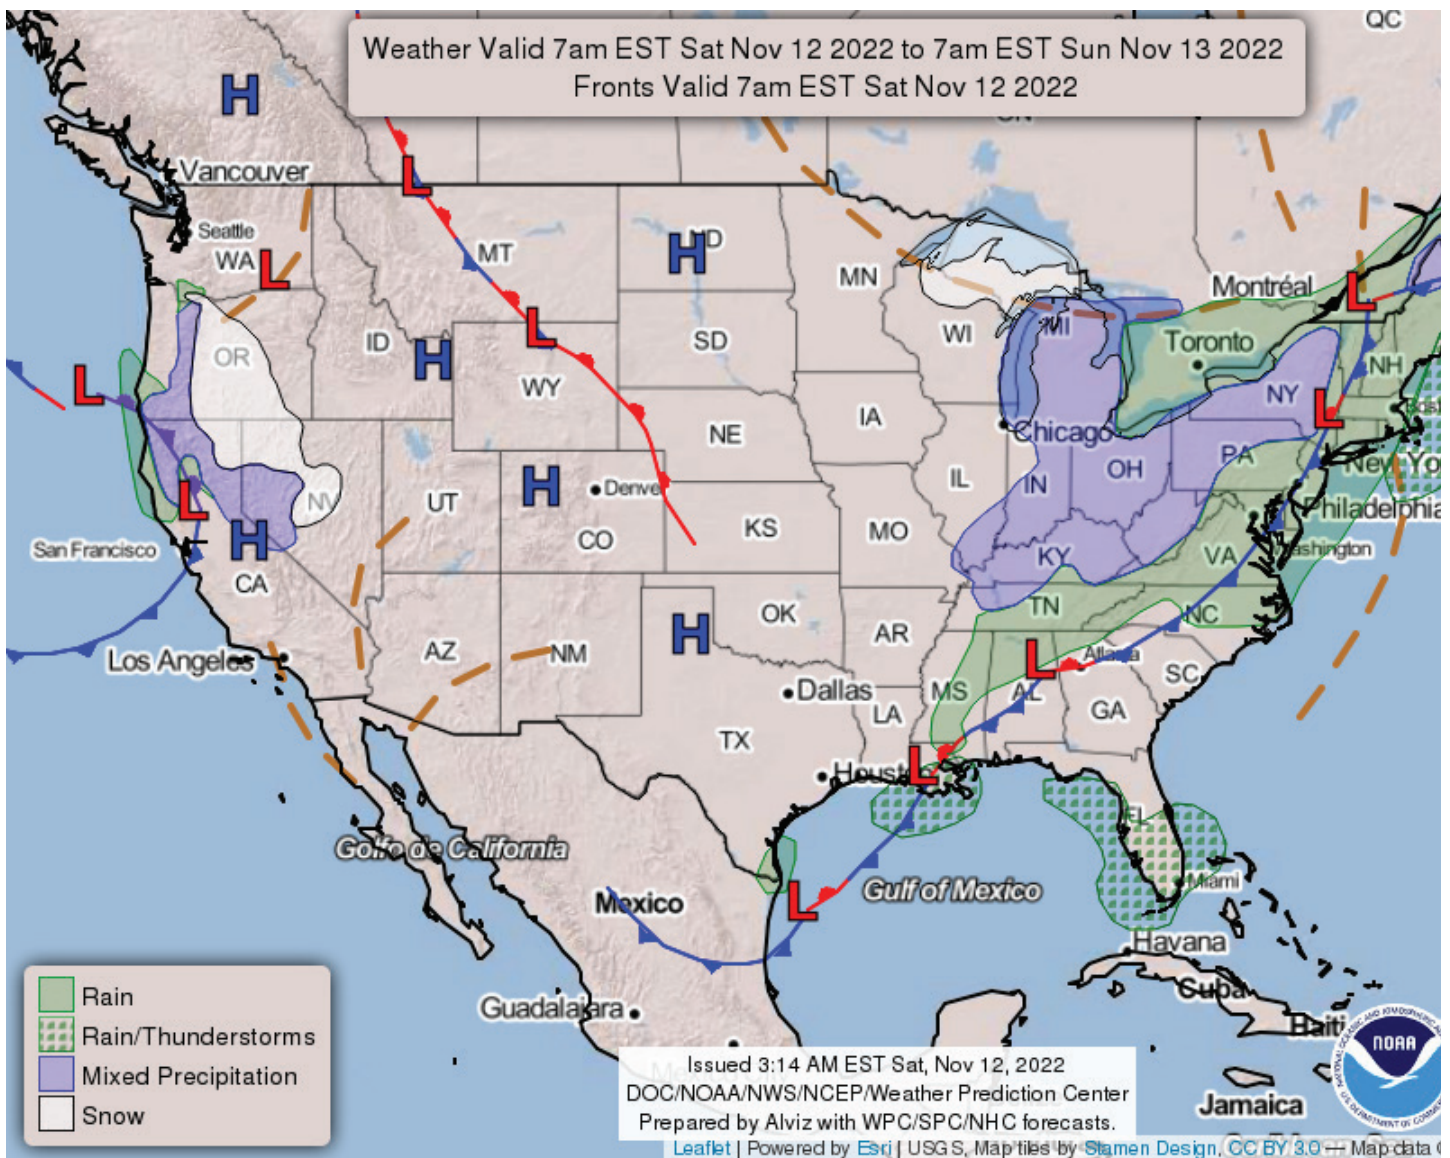 Weather Valid 7am EST Sat Nov 12 2022 to 7am EST Sun Nov 13 2022
Fronts Valid 7am EST Sat Nov 12 2022
QC
H
Vancouver
L
Seattle
WA
L
MT
H
ND
MN
Montréal
L
OR
ID
H
L
WY
SD
WI
MI
Toronto
NH
L
NE
IA
Chicago
NY
L
IL
IN
OH
PA
New Yo
L
NV
UT
H
Denver
CO
KS
MO
KY
VA
Philadelphia
Washington
San Francisco
H
CA
AZ
NM
OK
H
AR
TN
NC
Los Angeles
Dallas
LA
MS
L
AL
Atlanta
GA
SC
TX
Houston
L
FL
Golfo de California
Mexico
L
Gulf of Mexico
Miami
Havana
Cuba
Guadalajara
Haiti
Jamaica
Rain
Rain/Thunderstorms
Mixed Precipitation
Snow
NOAA
Issued 3:14 AM EST Sat, Nov 12, 2022
DOC/NOAA/NWS/NCEP/Weather Prediction Center
Prepared by Alviz with WPC/SPC/NHC forecasts.
Leaflet | Powered by Esri | USGS, Map tiles by Stamen Design, CC BY 3.0 — Map data